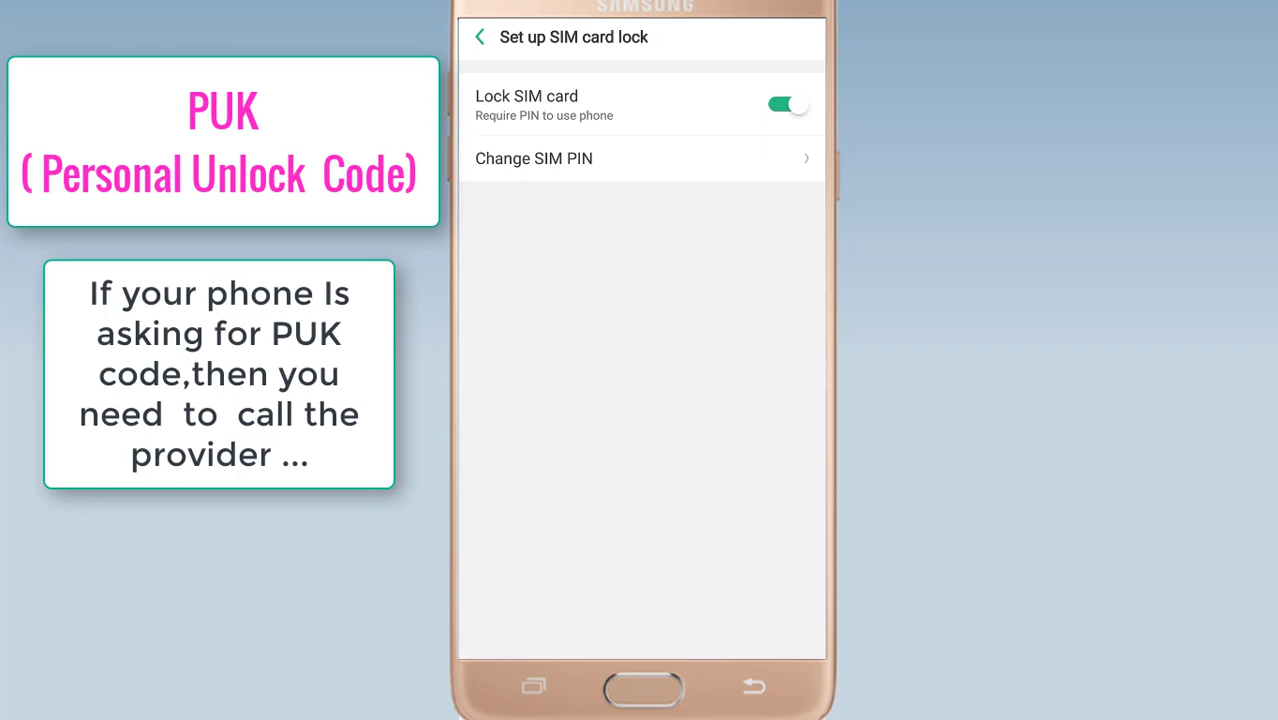 SAMSUNG
PUK
( Personal Unlock Code)
If your phone Is
asking for PUK
code,then you
need to call the
provider ...
Set up SIM card lock
Lock SIM card
Require PIN to use phone
Change SIM PIN